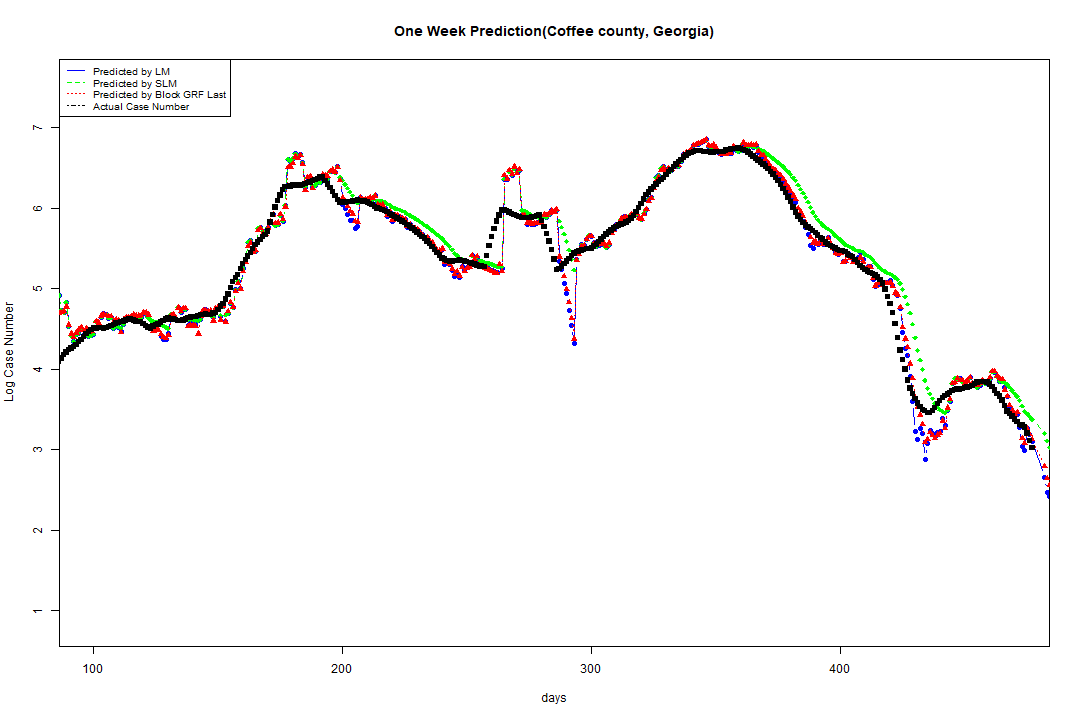 One Week Prediction(Coffee county, Georgia)
Predicted by LM
Predicted by SLM
Predicted by Block GRF Last
Actual Case Number
Log Case Number
7
6
5
4
3
2
1
100 200 300 400
days